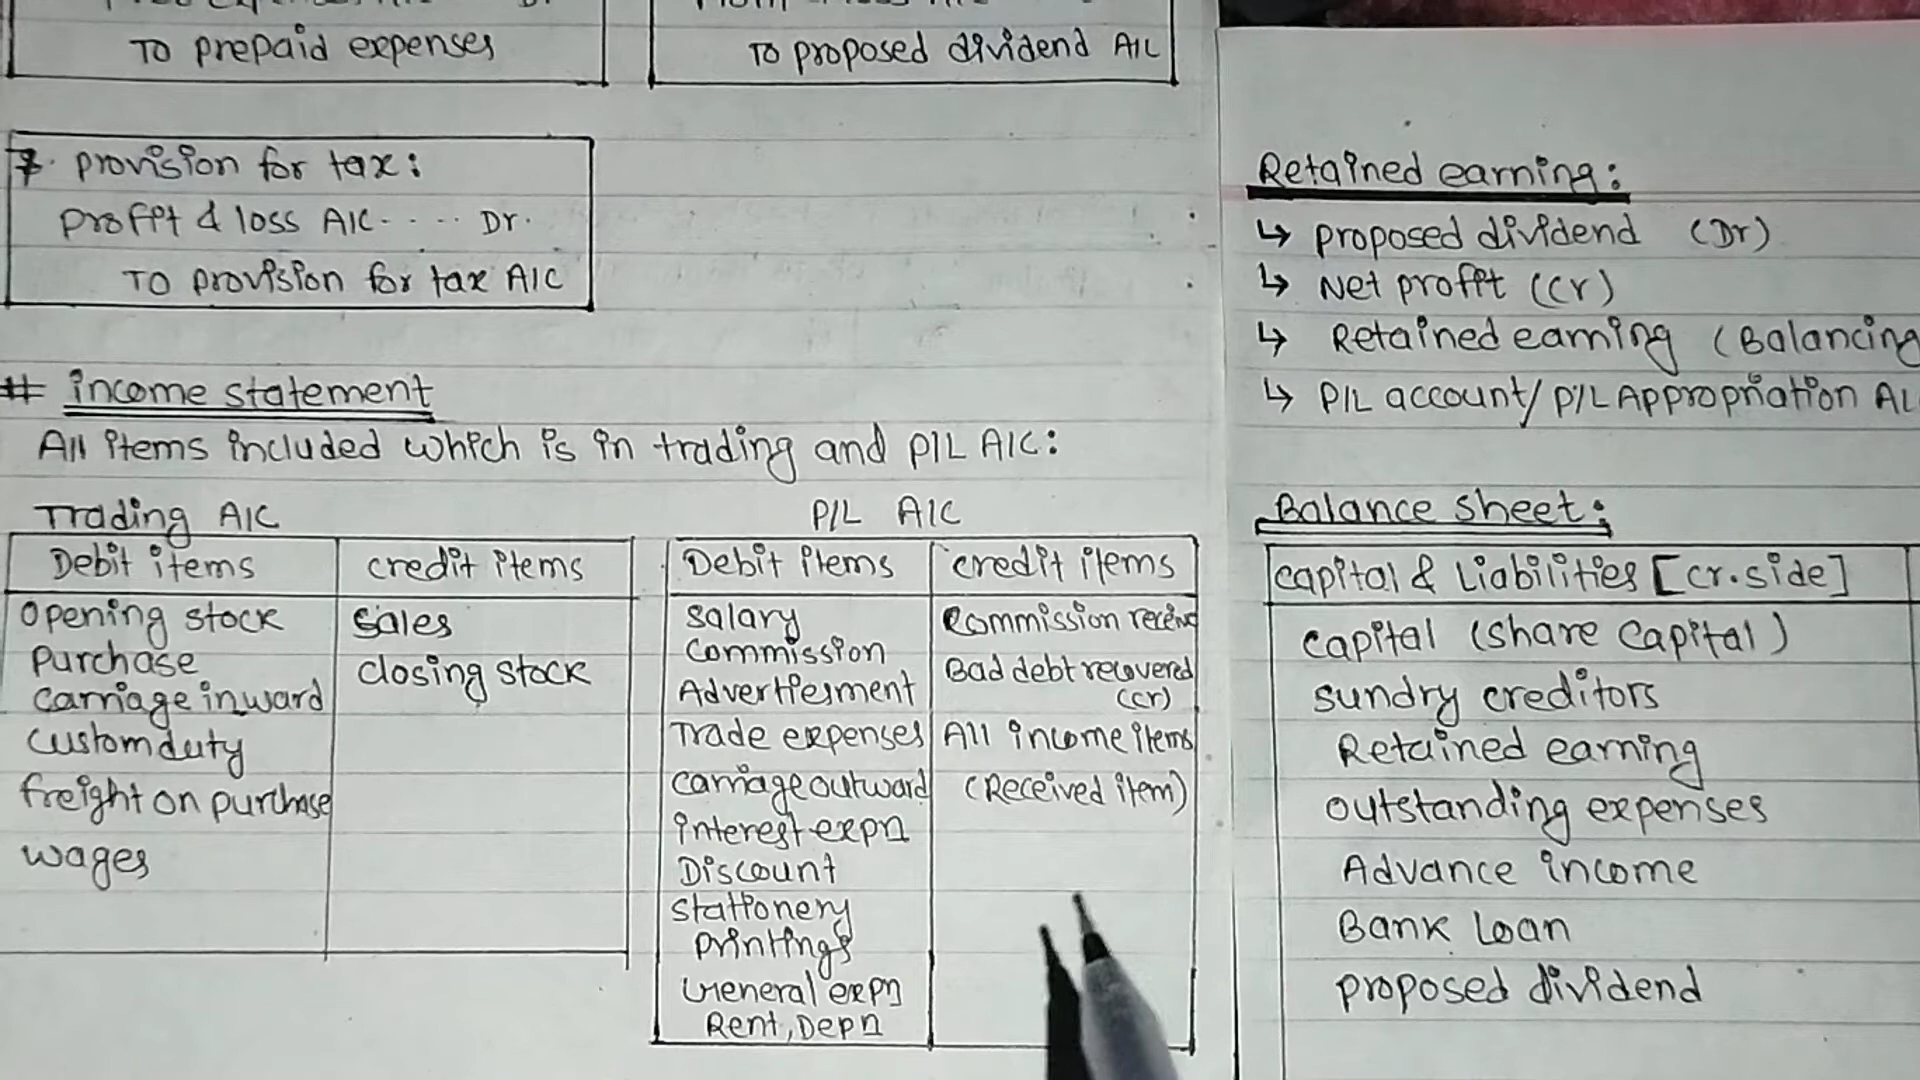 To prepaid expenses
To proposed dividend A/C
7. provision for tax:
profit & loss A/C..... Dr.
To provision for tax A/C
# income statement
All items included which is in trading and P/L A/C:
Trading A/C
Debit items
credit items
opening stock
sales
purchase
closing stock
carriage inward
custom duty
freight on purchase
wages
P/L A/C
Debit items
credit items
salary
commission
Advertiesment
Trade expenses
carriage outward
interest expn
Discount
stationery
printings
General expn
Rent, Depn
Commission
Bad debt recovered
(cr)
All income items
(Received item)
Retained earning:
↳ proposed dividend (Dr)
↳ Net profit (cr)
↳ Retained earning (Balancing
↳ P/L account/P/L Appropriation
Balance sheet:
capital & Liabilities [cr.side]
capital (share capital)
sundry creditors
Retained earning
outstanding expenses
Advance income
Bank Loan
proposed dividend